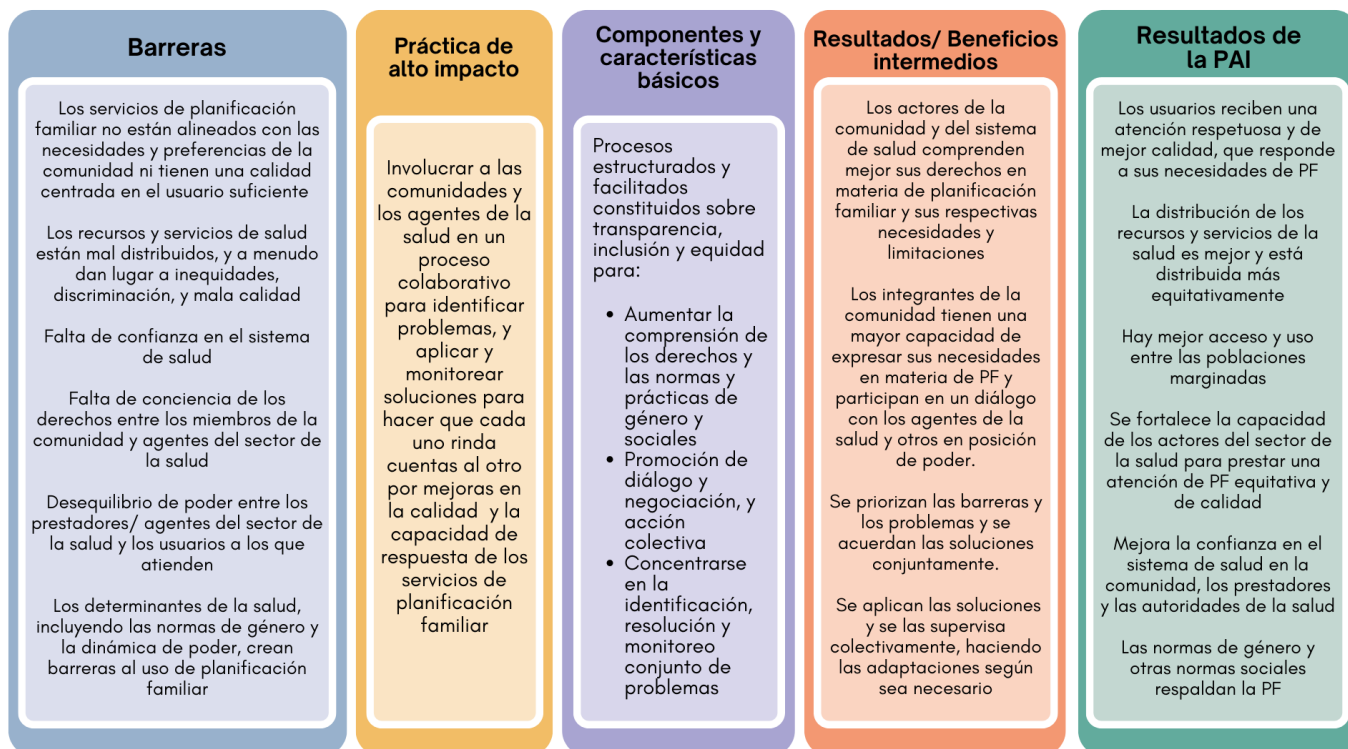 Barreras
Los servicios de planificación
familiar no están alineados con las
necesidades y preferencias de la
comunidad ni tienen una calidad
centrada en el usuario suficiente
Los recursos y servicios de salud
están mal distribuidos, y a menudo
dan lugar a inequidades,
discriminación, y mala calidad
Falta de confianza en el sistema
de salud
Falta de conciencia de los
derechos entre los miembros de la
comunidad y agentes del sector de
la salud
Desequilibrio de poder entre los
prestadores/ agentes del sector de
la salud y los usuarios a los que
atienden
Los determinantes de la salud,
incluyendo las normas de género y
la dinámica de poder, crean
barreras al uso de planificación
familiar
Práctica de
alto impacto
Involucrar a las
comunidades y
los agentes de la
salud en un
proceso
colaborativo
para identificar
problemas, y
aplicar y
monitorear
soluciones para
hacer que cada
uno rinda
cuentas al otro
por mejoras en
la calidad y la
capacidad de
respuesta de los
servicios de
planificación
familiar
Componentes y
características
básicos
Procesos
estructurados y
facilitados
constituidos sobre
transparencia,
inclusión y equidad
para:
• Aumentar la
comprensión de
los derechos y
las normas y
prácticas de
género y
sociales
• Promoción de
diálogo y
negociación, y
acción
colectiva
• Concentrarse
en la
identificación,
resolución y
monitoreo
conjunto de
problemas
Resultados/ Beneficios
intermedios
Los actores de la
comunidad y del sistema
de salud comprenden
mejor sus derechos en
materia de planificación
familiar y sus respectivas
necesidades y
limitaciones
Los integrantes de la
comunidad tienen una
mayor capacidad de
expresar sus necesidades
en materia de PF y
participan en un diálogo
con los agentes de la
salud y otros en posición
de poder.
Se priorizan las barreras y
los problemas y se
acuerdan las soluciones
conjuntamente.
Se aplican las soluciones
y se las supervisa
colectivamente, haciendo
las adaptaciones según
sea necesario
Resultados de
la PAI
Los usuarios reciben una
atención respetuosa y de
mejor calidad, que responde
a sus necesidades de PF
La distribución de los
recursos y servicios de la
salud es mejor y está
distribuida más
equitativamente
Hay mejor acceso y uso
entre las poblaciones
marginadas
Se fortalece la capacidad
de los actores del sector de
la salud para prestar una
atención de PF equitativa y
de calidad
Mejora la confianza en el
sistema de salud en la
comunidad, los prestadores
y las autoridades de la salud
Las normas de género y
otras normas sociales
respaldan la PF